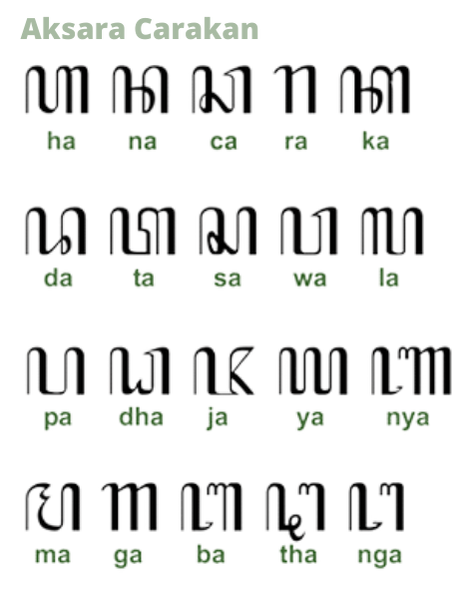 Aksara Carakan
ꦲ ꦤ ꦕ ꦫ ꦏ
ha na ca ra ka
ꦢ ꦠ ꦱ ꦮ ꦭ
da ta sa wa la
ꦥ ꦝ ꦗ ꦪ ꦚ
pa dha ja ya nya
ꦩ ꦒ ꦧ ꦛ ꦔ
ma ga ba tha nga